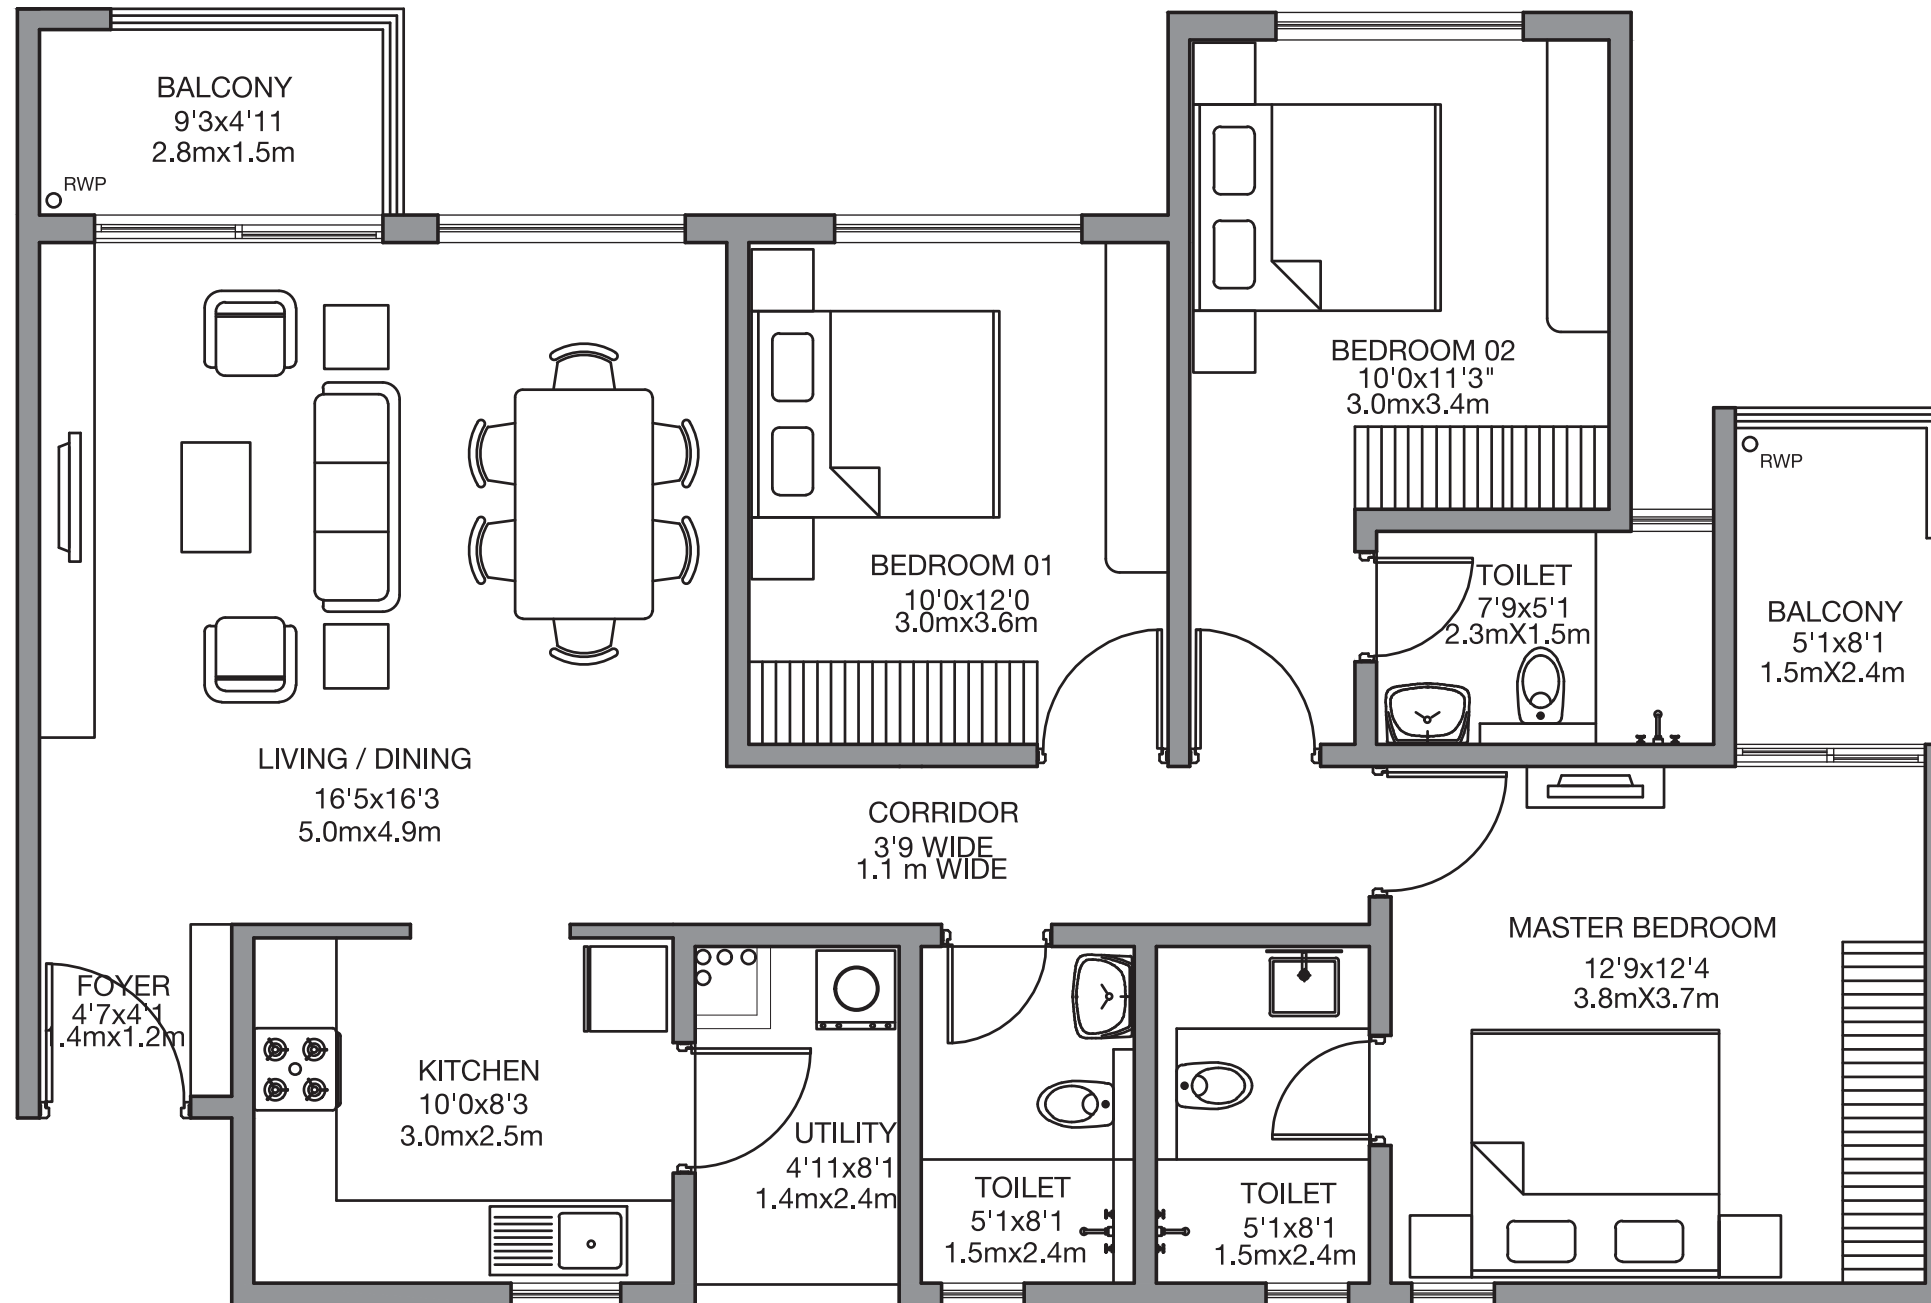 BALCONY
9'3x4'11
2.8mx1.5m
RWP
BEDROOM 02
10'0x11'3"
3.0mx3.4m
RWP
BEDROOM 01
10'0x12'0
3.0mx3.6m
TOILET
7'9x5'1
2.3mX1.5m
BALCONY
5'1x8'1
1.5mX2.4m
LIVING / DINING
16'5x16'3
5.0mx4.9m
CORRIDOR
3'9 WIDE
1.1 m WIDE
MASTER BEDROOM
12'9x12'4
3.8mX3.7m
FOYER
4'7x4'1
1.4mx1.2m
KITCHEN
10'0x8'3
3.0mx2.5m
UTILITY
4'11x8'1
1.4mx2.4m
TOILET
5'1x8'1
1.5mx2.4m
TOILET
5'1x8'1
1.5mx2.4m